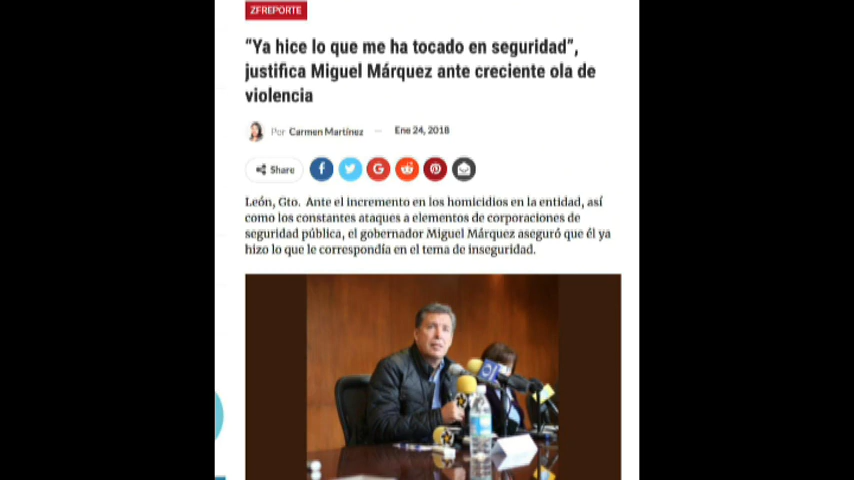 ZFREPORTE
“Ya hice lo que me ha tocado en seguridad”,
justifica Miguel Márquez ante creciente ola de
violencia
Por Carmen Martínez — Ene 24, 2018
Share
León, Gto. Ante el incremento en los homicidios en la entidad, así
como los constantes ataques a elementos de corporaciones de
seguridad pública, el gobernador Miguel Márquez aseguró que él ya
hizo lo que le correspondía en el tema de inseguridad.